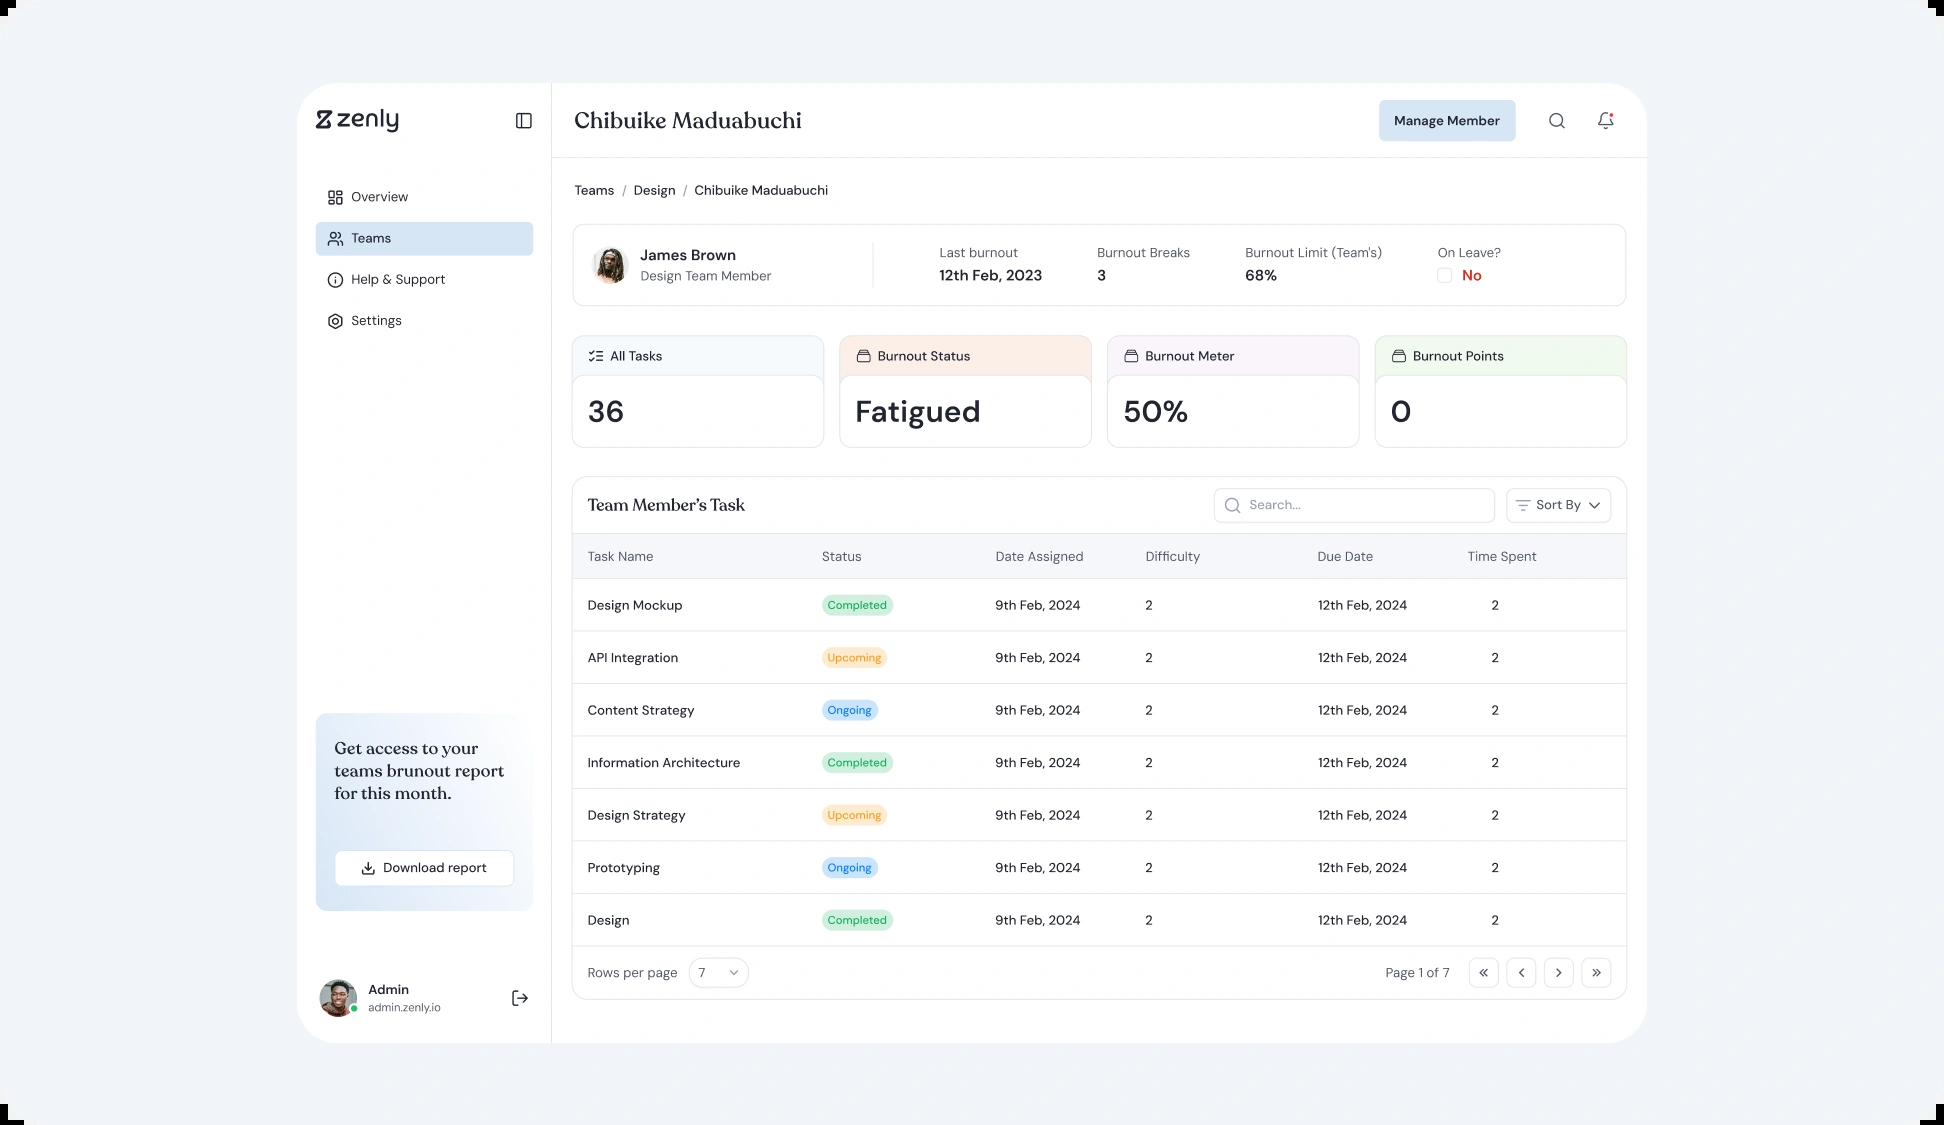 zenly
Chibuike Maduabuchi
Manage Member
Overview
Teams
Help & Support
Settings
Get access to your
teams brunout report
for this month.
Download report
Admin
admin.zenly.io
Teams / Design / Chibuike Maduabuchi
James Brown
Design Team Member
Last burnout
12th Feb, 2023
Burnout Breaks
3
Burnout Limit (Team's)
68%
On Leave?
No
All Tasks
36
Burnout Status
Fatigued
Burnout Meter
50%
Burnout Points
0
Team Member’s Task
Search...
Sort By
Task Name Status Date Assigned Difficulty Due Date Time Spent
Design Mockup Completed 9th Feb, 2024 2 12th Feb, 2024 2
API Integration Upcoming 9th Feb, 2024 2 12th Feb, 2024 2
Content Strategy Ongoing 9th Feb, 2024 2 12th Feb, 2024 2
Information Architecture Completed 9th Feb, 2024 2 12th Feb, 2024 2
Design Strategy Upcoming 9th Feb, 2024 2 12th Feb, 2024 2
Prototyping Ongoing 9th Feb, 2024 2 12th Feb, 2024 2
Design Completed 9th Feb, 2024 2 12th Feb, 2024 2
Rows per page 7
Page 1 of 7